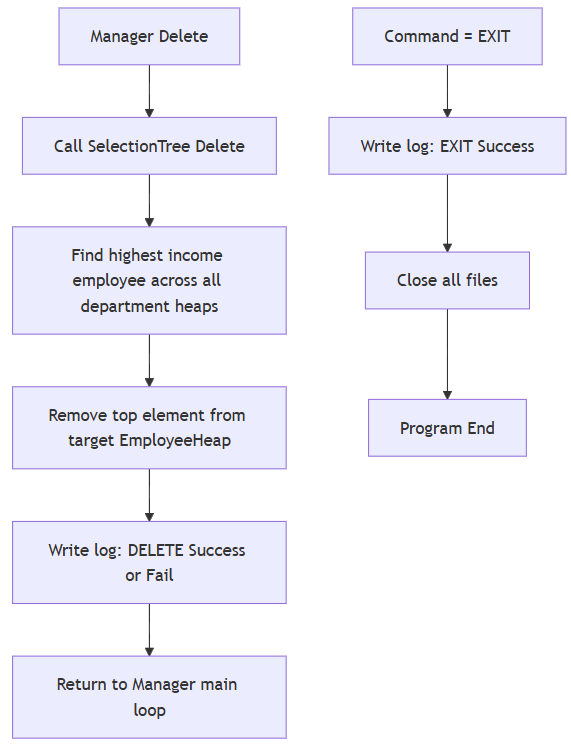 Manager Delete
Call SelectionTree Delete
Find highest income
employee across all
department heaps
Remove top element from
target EmployeeHeap
Write log: DELETE Success
or Fail
Return to Manager main
loop
Command = EXIT
Write log: EXIT Success
Close all files
Program End